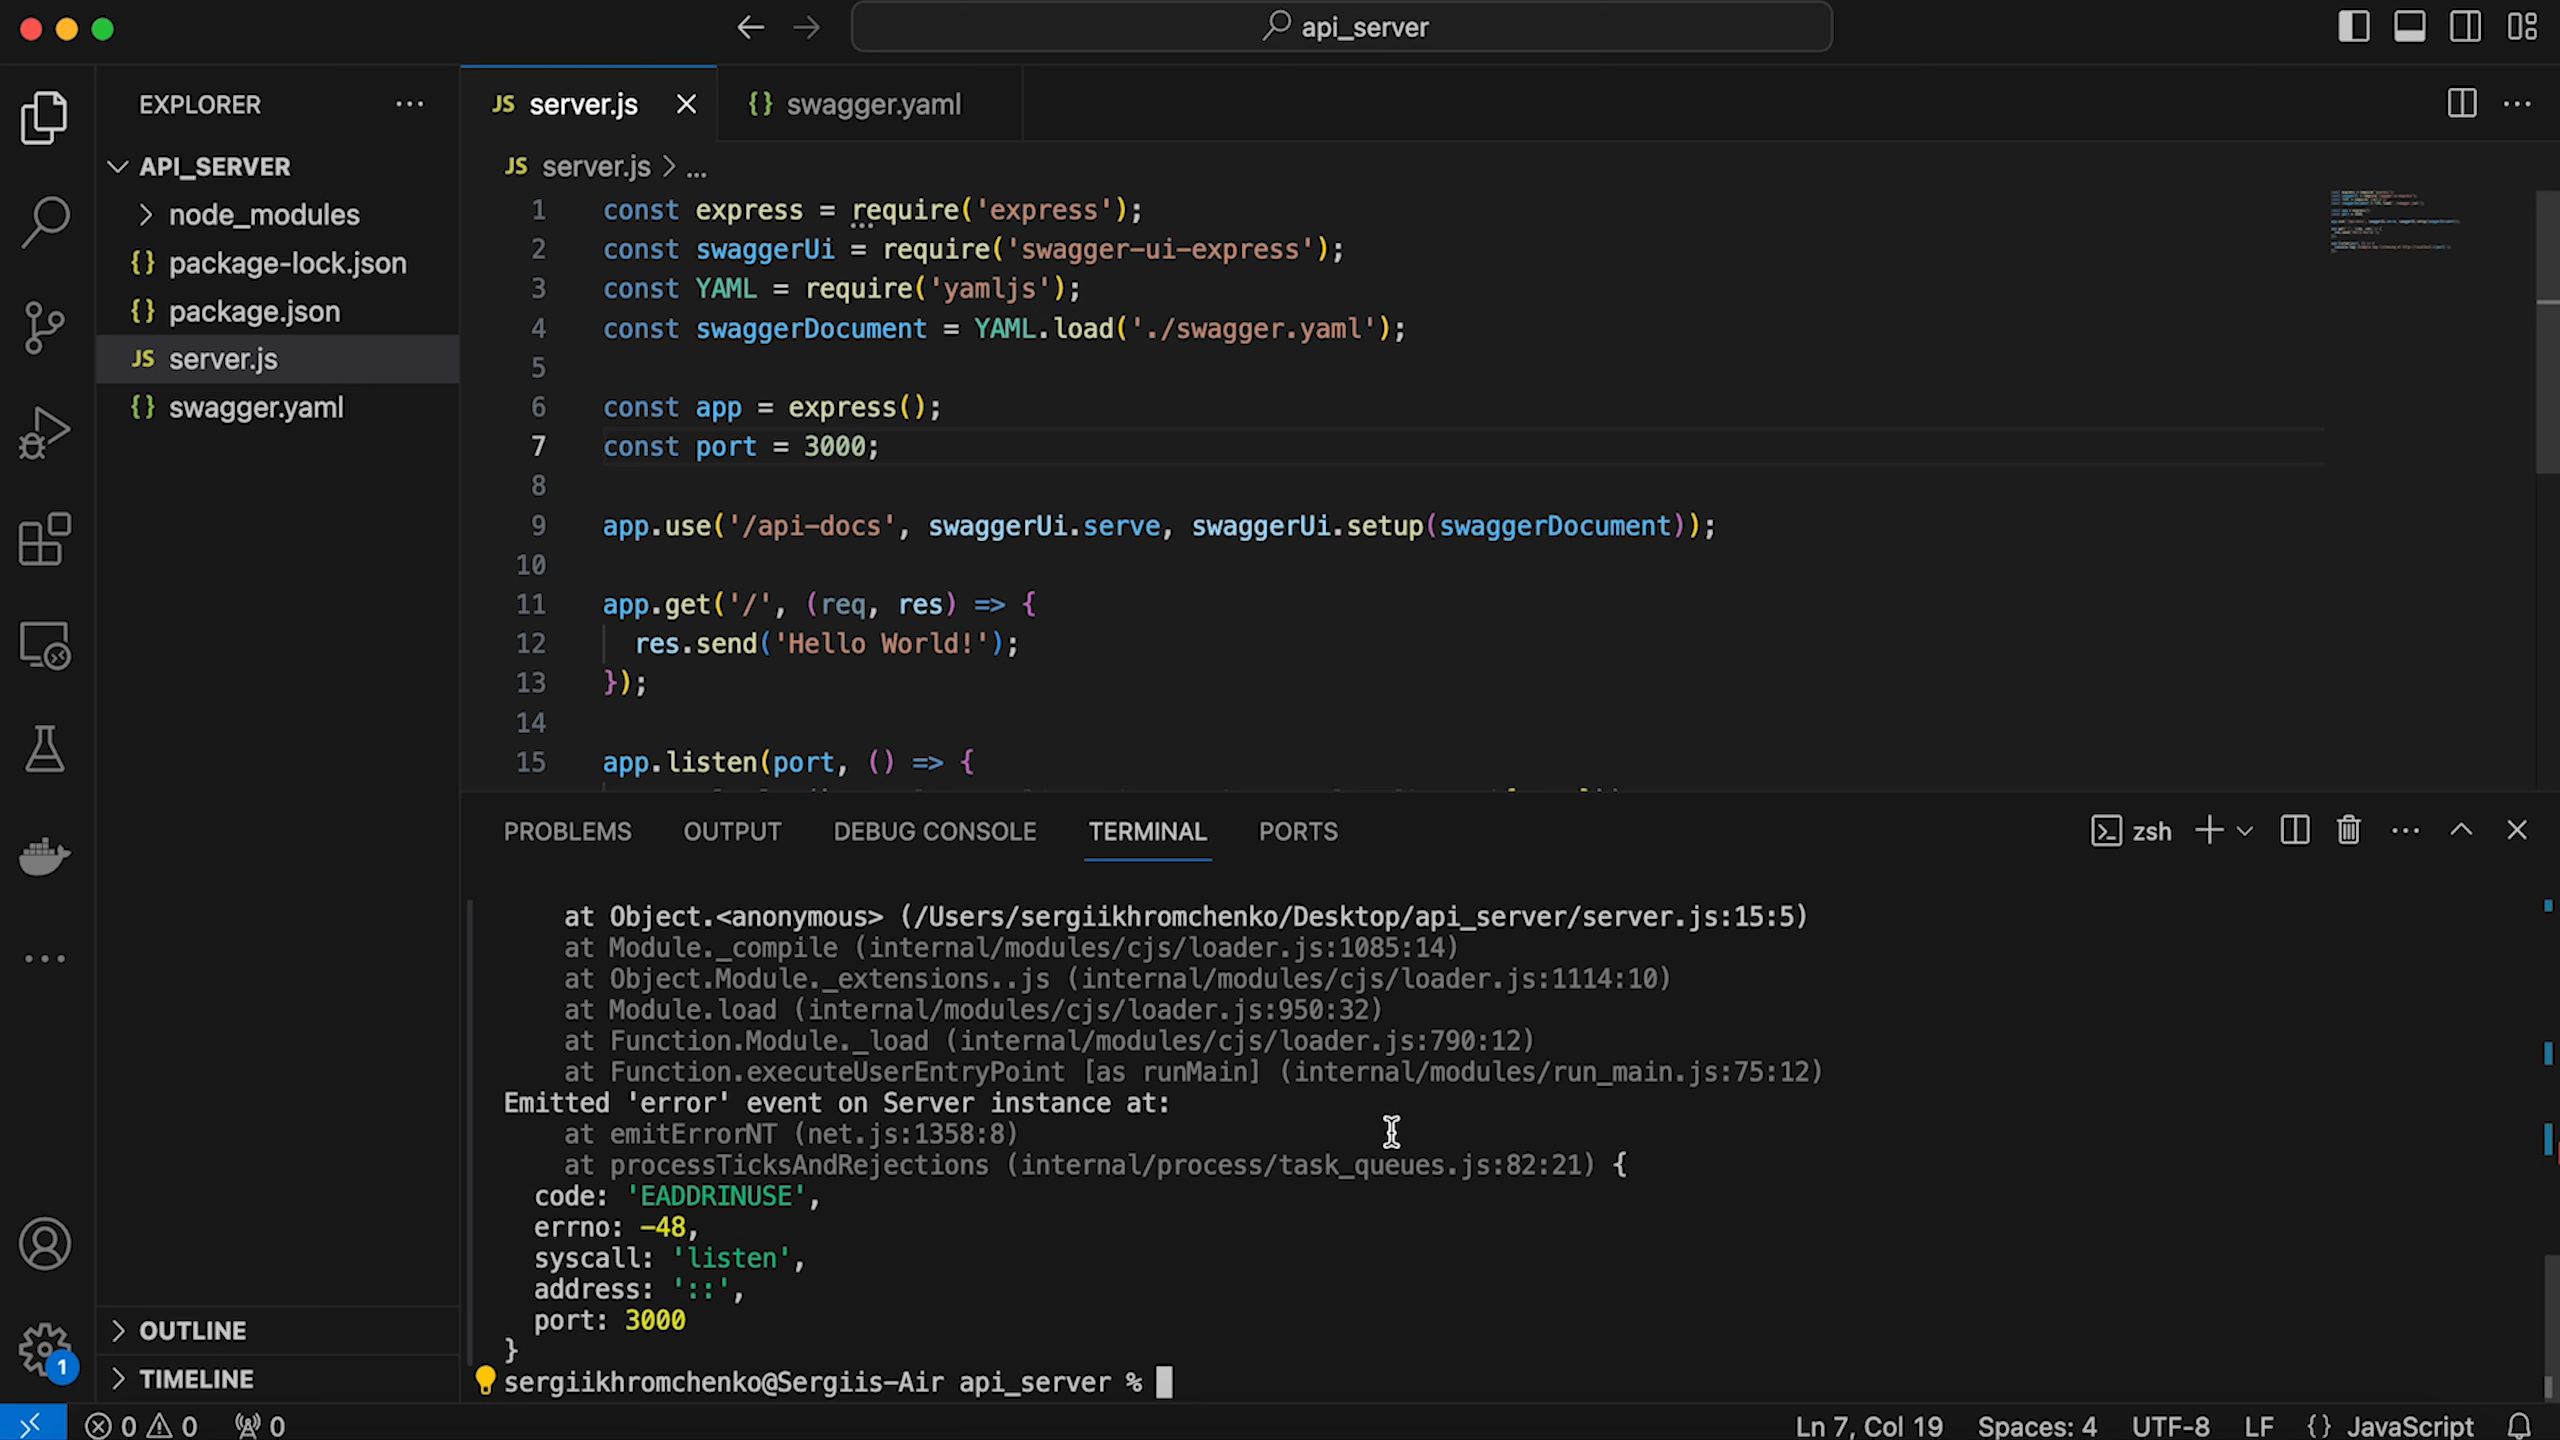 api_server
EXPLORER
API_SERVER
node_modules
{} package-lock.json
{} package.json
JS server.js
{} swagger.yaml
OUTLINE
TIMELINE
JS server.js
{} swagger.yaml
JS server.js > ...
1 const express = require('express');
2 const swaggerUi = require('swagger-ui-express');
3 const YAML = require('yamljs');
4 const swaggerDocument = YAML.load('./swagger.yaml');
5
6 const app = express();
7 const port = 3000;
8
9 app.use('/api-docs', swaggerUi.serve, swaggerUi.setup(swaggerDocument));
10
11 app.get('/', (req, res) => {
12 res.send('Hello World!');
13 });
14
15 app.listen(port, () => {
PROBLEMS OUTPUT DEBUG CONSOLE TERMINAL PORTS
zsh
at Object.<anonymous> (/Users/sergiikhromchenko/Desktop/api_server/server.js:15:5)
at Module._compile (internal/modules/cjs/loader.js:1085:14)
at Object.Module._extensions..js (internal/modules/cjs/loader.js:1114:10)
at Module.load (internal/modules/cjs/loader.js:950:32)
at Function.Module._load (internal/modules/cjs/loader.js:790:12)
at Function.executeUserEntryPoint [as runMain] (internal/modules/run_main.js:75:12)
Emitted 'error' event on Server instance at:
at emitErrorNT (net.js:1358:8)
at processTicksAndRejections (internal/process/task_queues.js:82:21) {
code: 'EADDRINUSE',
errno: -48,
syscall: 'listen',
address: '::',
port: 3000
}
sergiikhromchenko@Sergiis-Air api_server %
1
0 0 0
Ln 7, Col 19 Spaces: 4 UTF-8 LF {} JavaScript